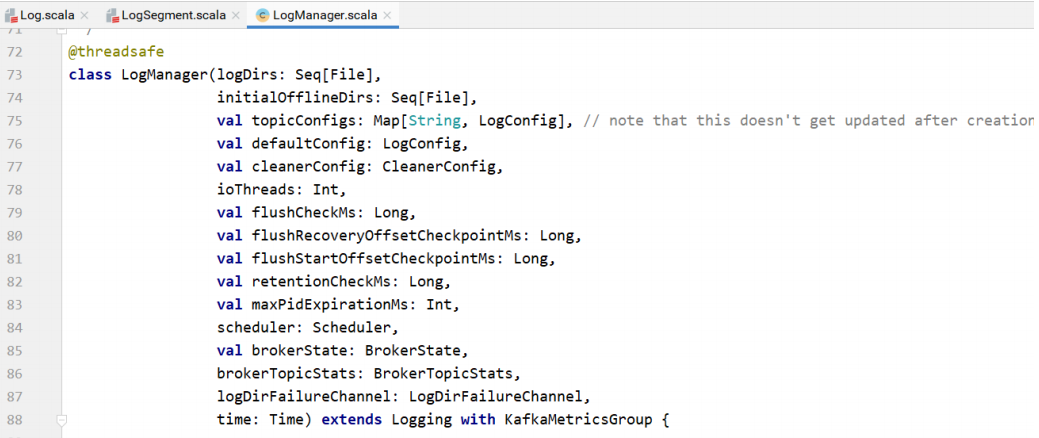 Log.scala × LogSegment.scala × LogManager.scala ×
71 */
72 @threadsafe
73 class LogManager(logDirs: Seq[File],
74 initialOfflineDirs: Seq[File],
75 val topicConfigs: Map[String, LogConfig], // note that this doesn't get updated after creation
76 val defaultConfig: LogConfig,
77 val cleanerConfig: CleanerConfig,
78 ioThreads: Int,
79 val flushCheckMs: Long,
80 val flushRecoveryOffsetCheckpointMs: Long,
81 val flushStartOffsetCheckpointMs: Long,
82 val retentionCheckMs: Long,
83 val maxPidExpirationMs: Int,
84 scheduler: Scheduler,
85 val brokerState: BrokerState,
86 brokerTopicStats: BrokerTopicStats,
87 logDirFailureChannel: LogDirFailureChannel,
88 time: Time) extends Logging with KafkaMetricsGroup {